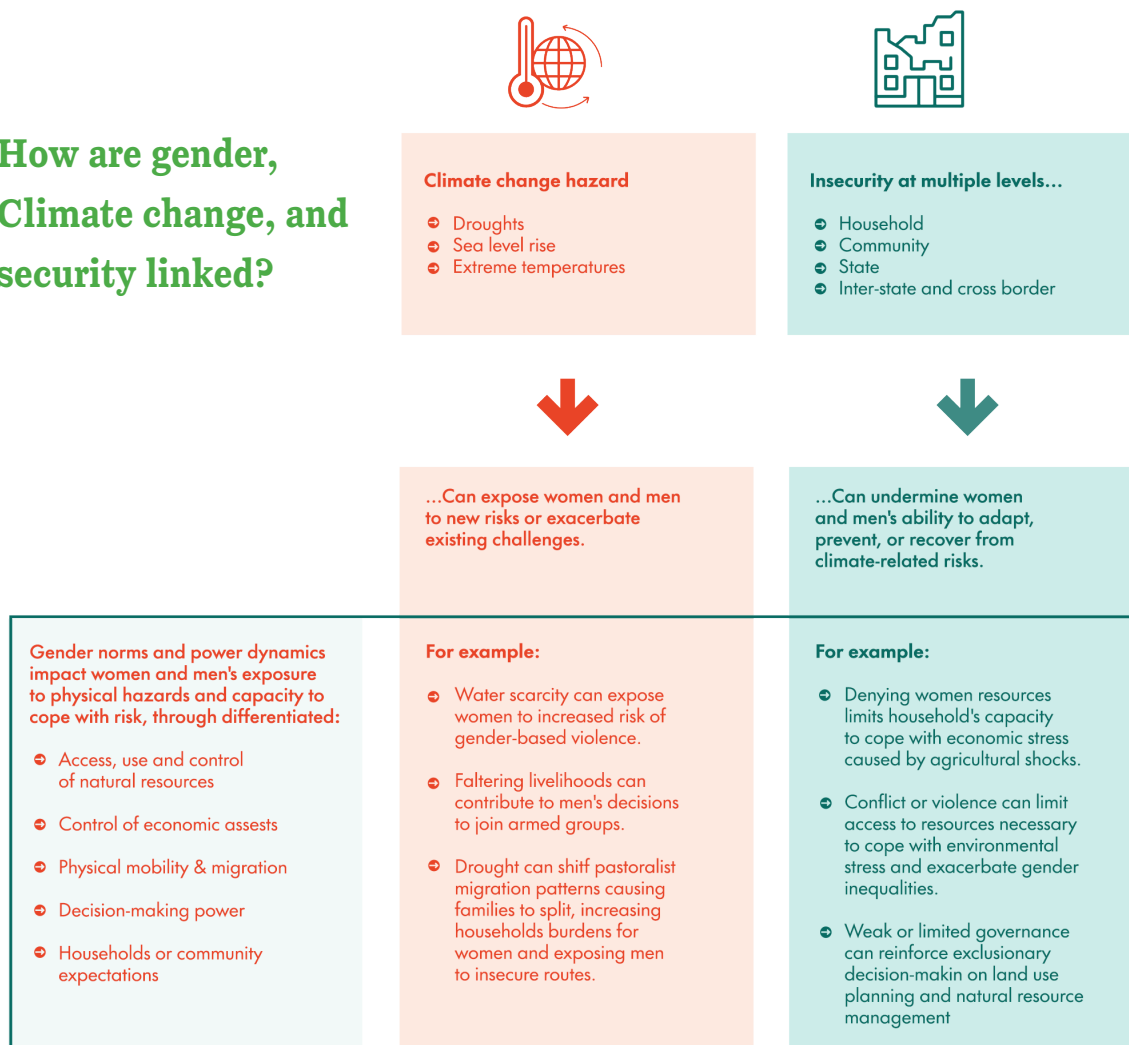 How are gender,
Climate change, and
security linked?
Climate change hazard
Droughts
Sea level rise
Extreme temperatures
Insecurity at multiple levels...
Household
Community
State
Inter-state and cross border
...Can expose women and men
to new risks or exacerbate
existing challenges.
...Can undermine women
and men's ability to adapt,
prevent, or recover from
climate-related risks.
Gender norms and power dynamics
impact women and men's exposure
to physical hazards and capacity to
cope with risk, through differentiated:
Access, use and control
of natural resources
Control of economic assests
Physical mobility & migration
Decision-making power
Households or community
expectations
For example:
Water scarcity can expose
women to increased risk of
gender-based violence.
Faltering livelihoods can
contribute to men's decisions
to join armed groups.
Drought can shitf pastoralist
migration patterns causing
families to split, increasing
households burdens for
women and exposing men
to insecure routes.
For example:
Denying women resources
limits household's capacity
to cope with economic stress
caused by agricultural shocks.
Conflict or violence can limit
access to resources necessary
to cope with environmental
stress and exacerbate gender
inequalities.
Weak or limited governance
can reinforce exclusionary
decision-makin on land use
planning and natural resource
management